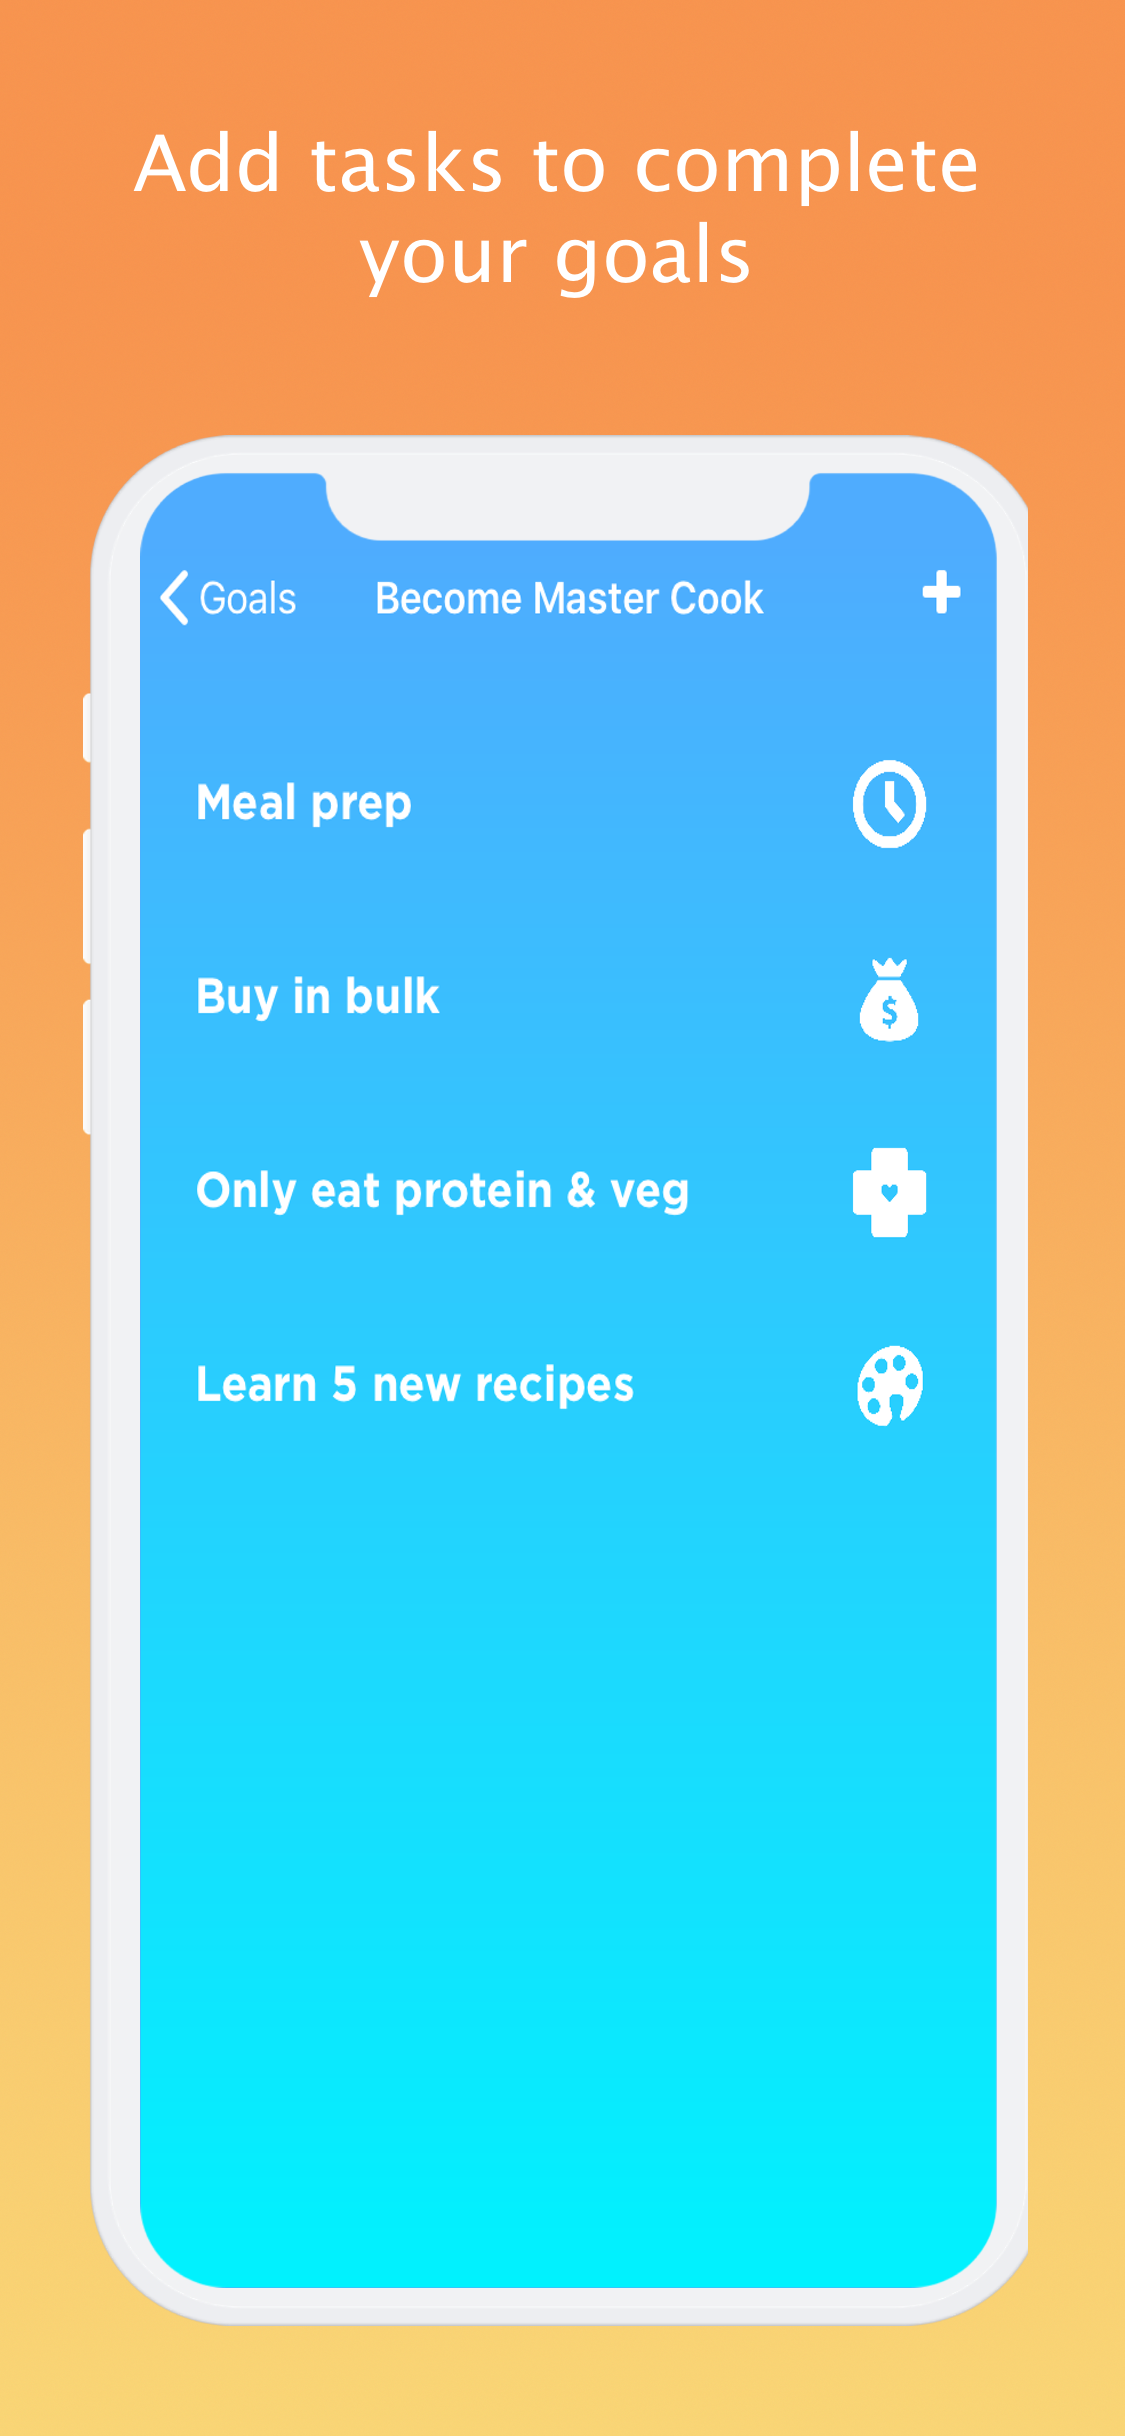 Add tasks to complete
your goals
Goals
Become Master Cook
Meal prep
Buy in bulk
$
Only eat protein & veg
Learn 5 new recipes